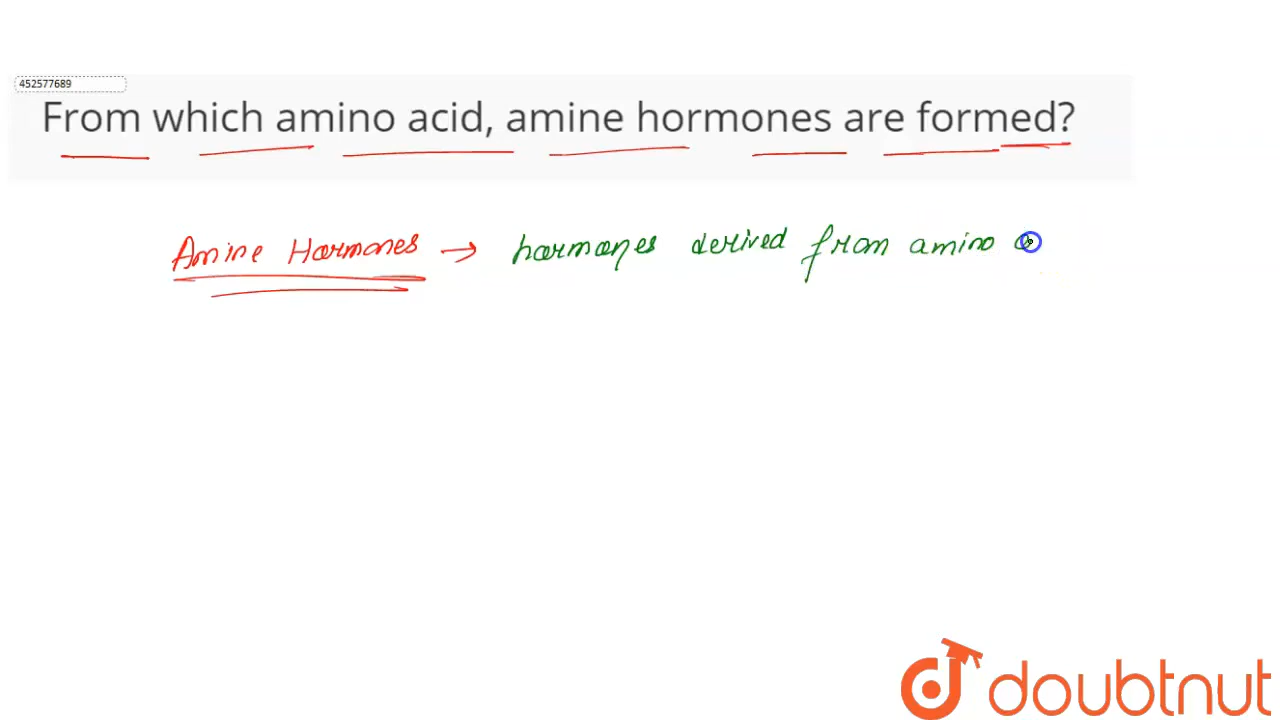 452577689
From which amino acid, amine hormones are formed?
Amine Hormones → hormones derived from amino a
doubtnut